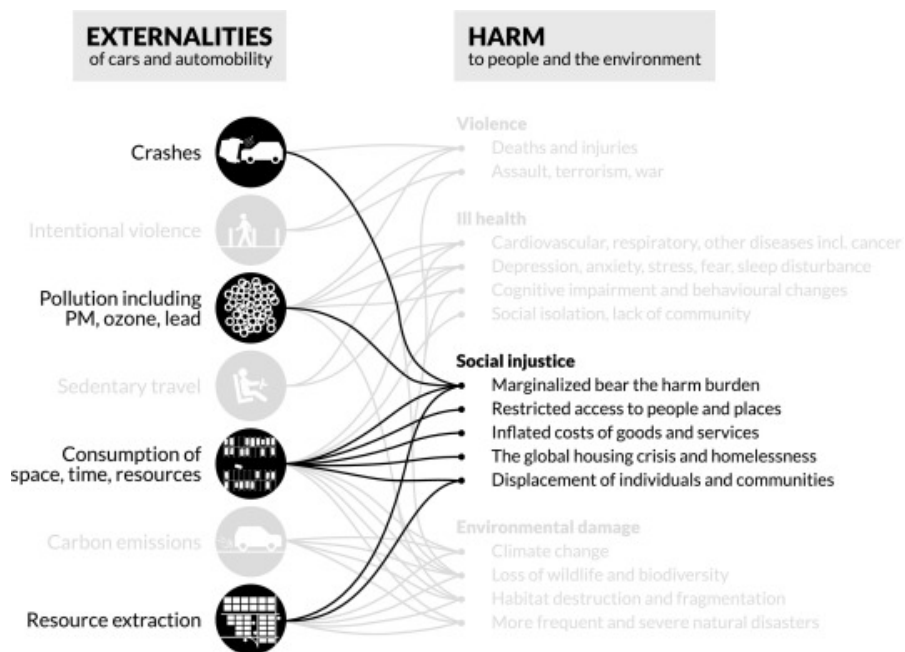 EXTERNALITIES
of cars and automobility
HARM
to people and the environment
Crashes
Intentional violence
Pollution including
PM, ozone, lead
Sedentary travel
Consumption of
space, time, resources
Carbon emissions
Resource extraction
Violence
Deaths and injuries
Assault, terrorism, war
Ill health
Cardiovascular, respiratory, other diseases incl. cancer
Depression, anxiety, stress, fear, sleep disturbance
Cognitive impairment and behavioural changes
Social isolation, lack of community
Social injustice
Marginalized bear the harm burden
Restricted access to people and places
Inflated costs of goods and services
The global housing crisis and homelessness
Displacement of individuals and communities
Environmental damage
Climate change
Loss of wildlife and biodiversity
Habitat destruction and fragmentation
More frequent and severe natural disasters